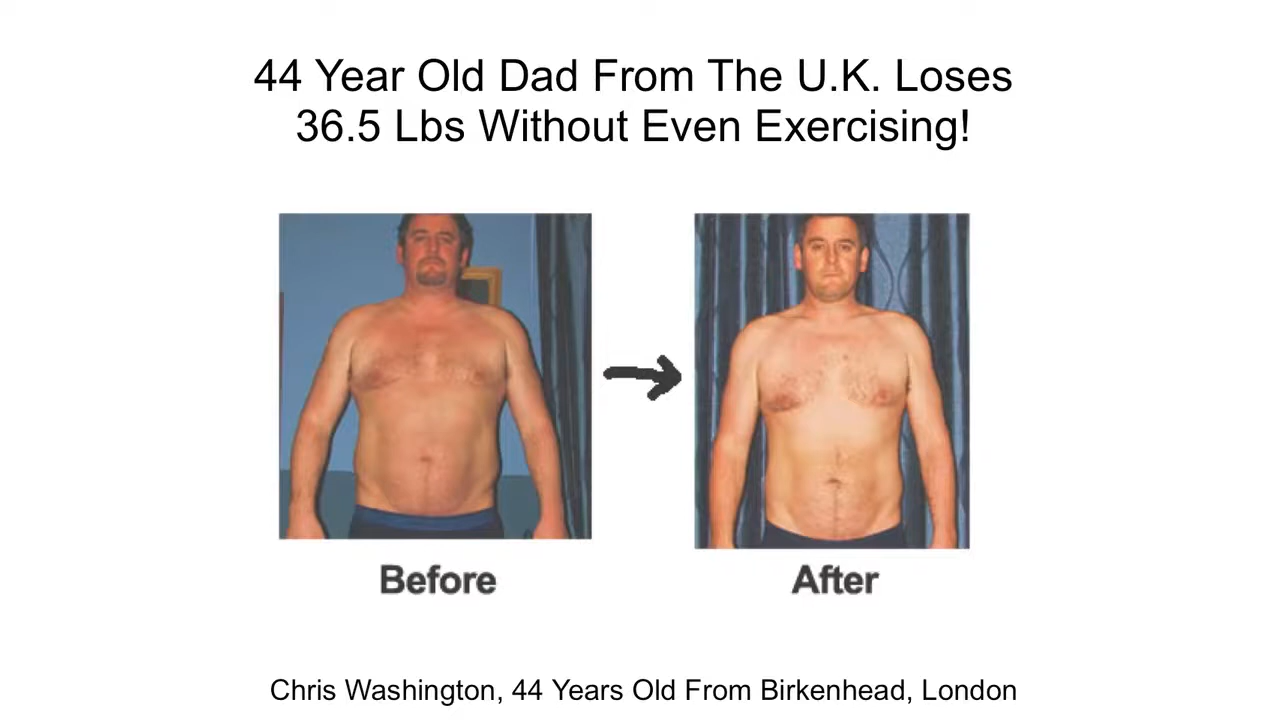 44 Year Old Dad From The U.K. Loses
36.5 Lbs Without Even Exercising!
Before
After
Chris Washington, 44 Years Old From Birkenhead, London